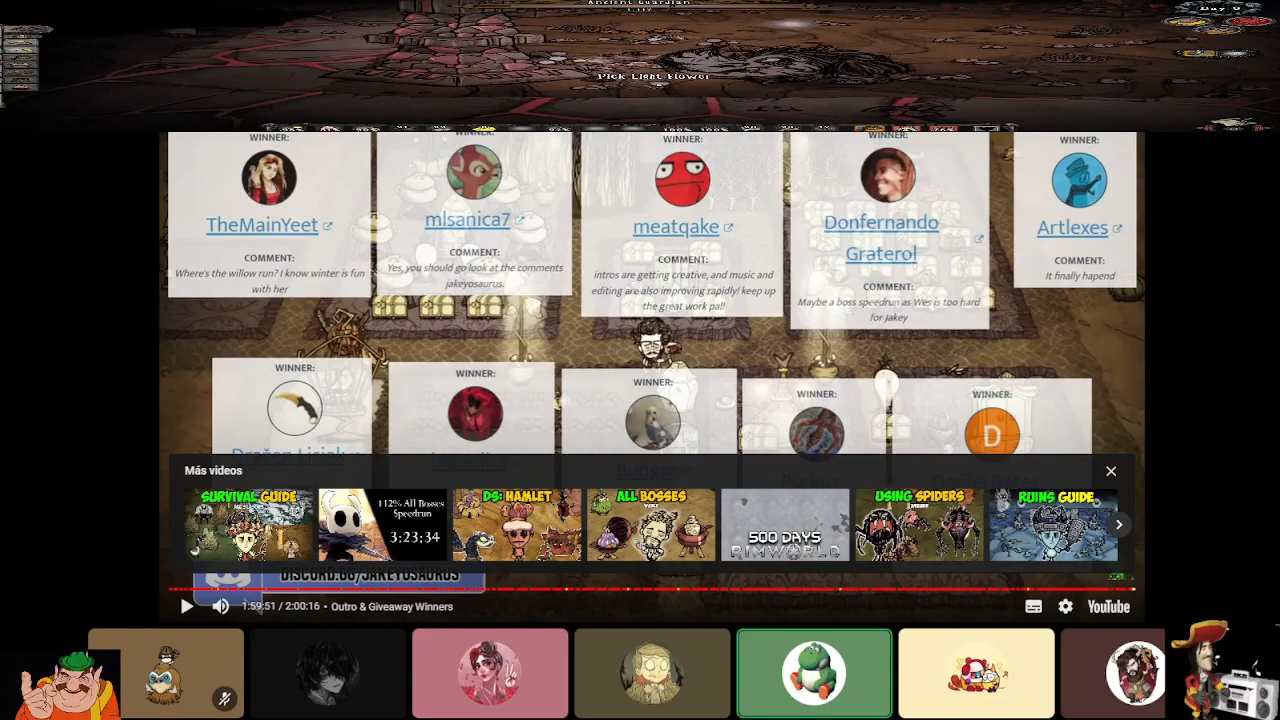 Ancient Guardian
Pick Light Flower
WINNER:
TheMainYeet
COMMENT:
Where's the willow run? I know winter is fun
with her
WINNER:
mlsanica7
COMMENT:
Yes, you should go look at the comments
jakeyosaurus.
WINNER:
meatqake
COMMENT:
intros are getting creative, and music and
editing are also improving rapidly! keep up
the great work pal!
WINNER:
Donfernando
Graterol
COMMENT:
Maybe a boss speedrun as Wes is too hard
for Jakey
WINNER:
Artlexes
COMMENT:
It finally hapend
WINNER:
WINNER:
WINNER:
WINNER:
WINNER:
D
Más videos
SURVIVAL GUIDE
112% All Bosses
Speedrun
3:23:34
DS: HAMLET
ALL BOSSES
500 DAYS
RIMWORLD
USING SPIDERS
RUINS GUIDE
DISCORD.GG/JAKEYOSAURUS
1:59:51 / 2:00:16 • Outro & Giveaway Winners
YouTube